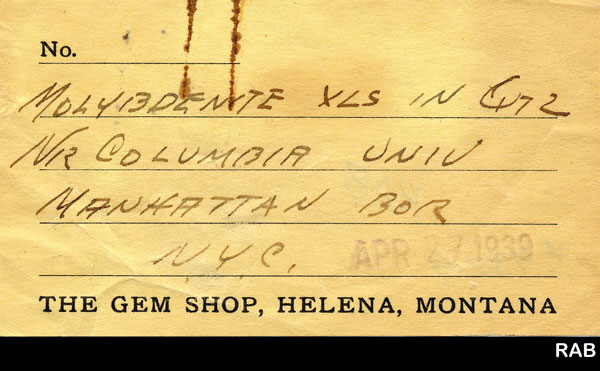 No.
MOLYBDENITE XLS IN QTZ
NR COLUMBIA UNIV
MANHATTAN BOR
N.Y.C. APR 27 1939
THE GEM SHOP, HELENA, MONTANA
RAB